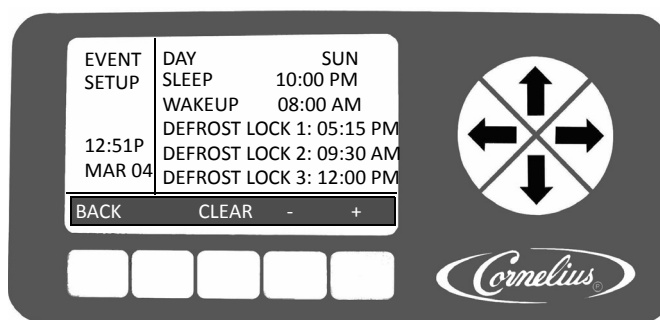 EVENT
SETUP
12:51P
MAR 04
DAY SUN
SLEEP 10:00 PM
WAKEUP 08:00 AM
DEFROST LOCK 1: 05:15 PM
DEFROST LOCK 2: 09:30 AM
DEFROST LOCK 3: 12:00 PM
BACK CLEAR - +
Cornelius®